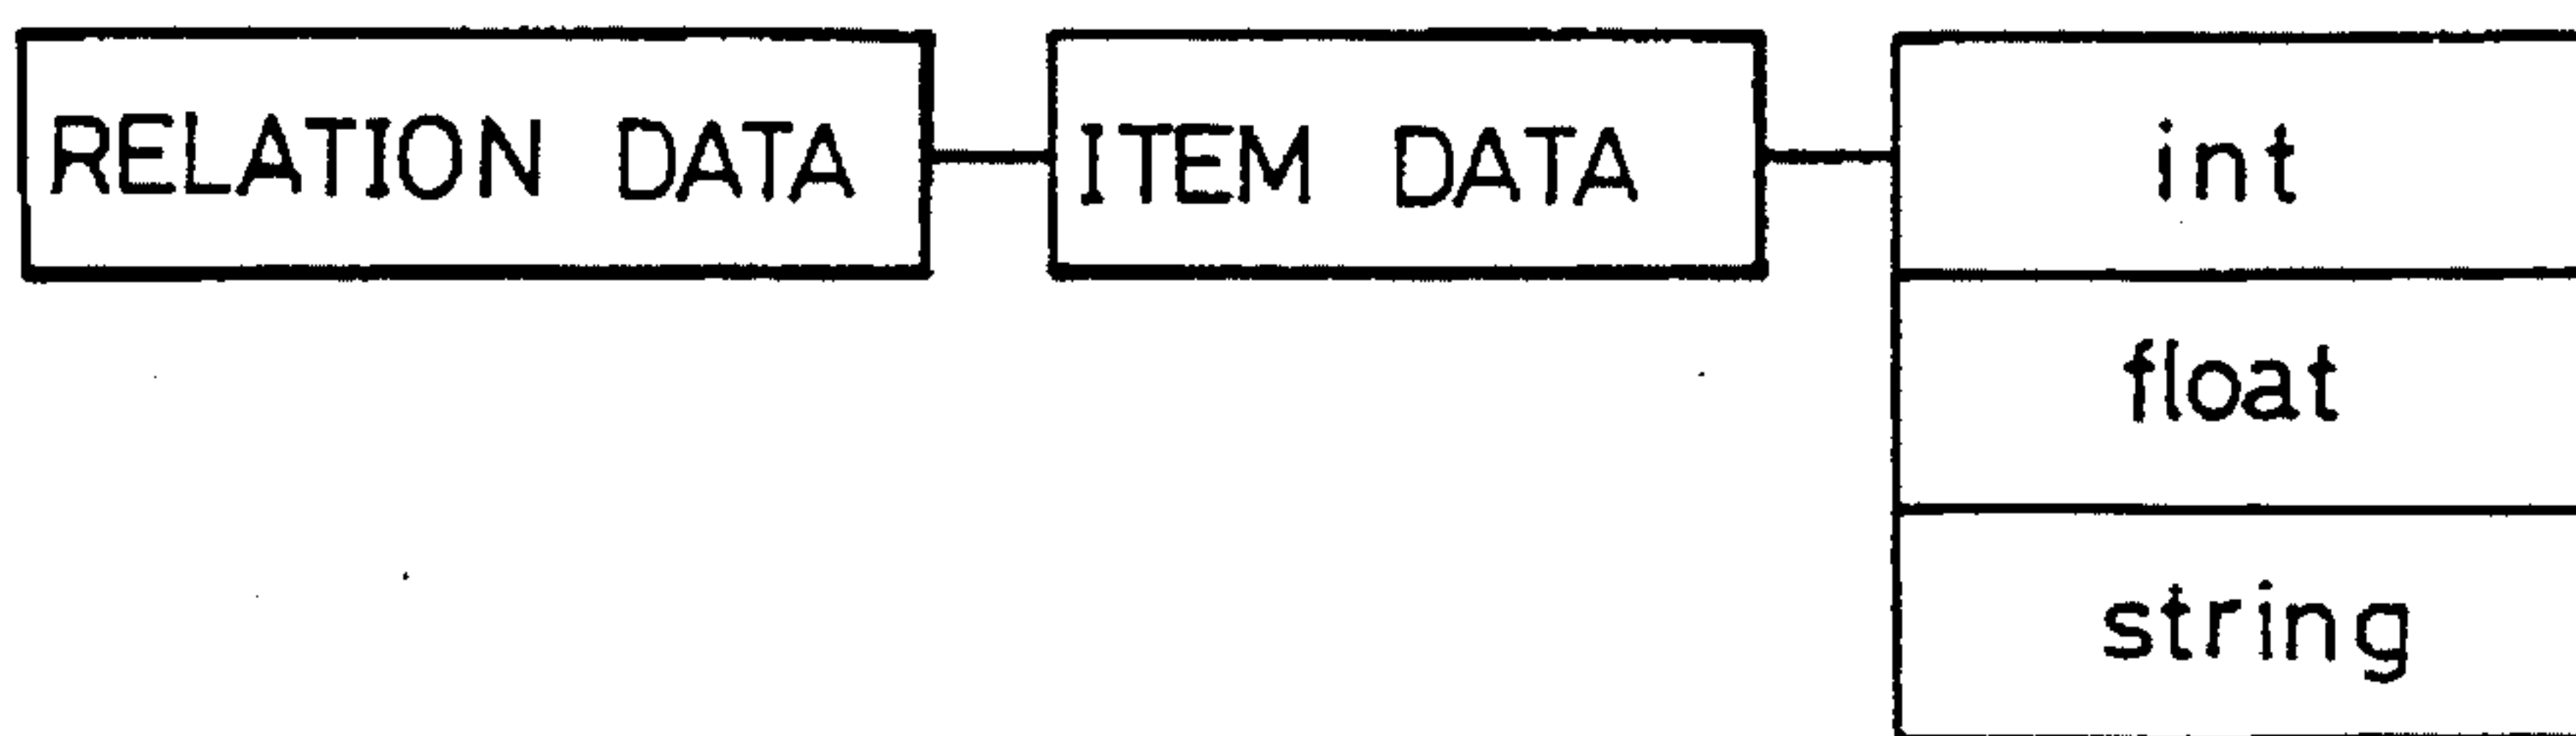 RELATION DATA ITEM DATA int
float
string